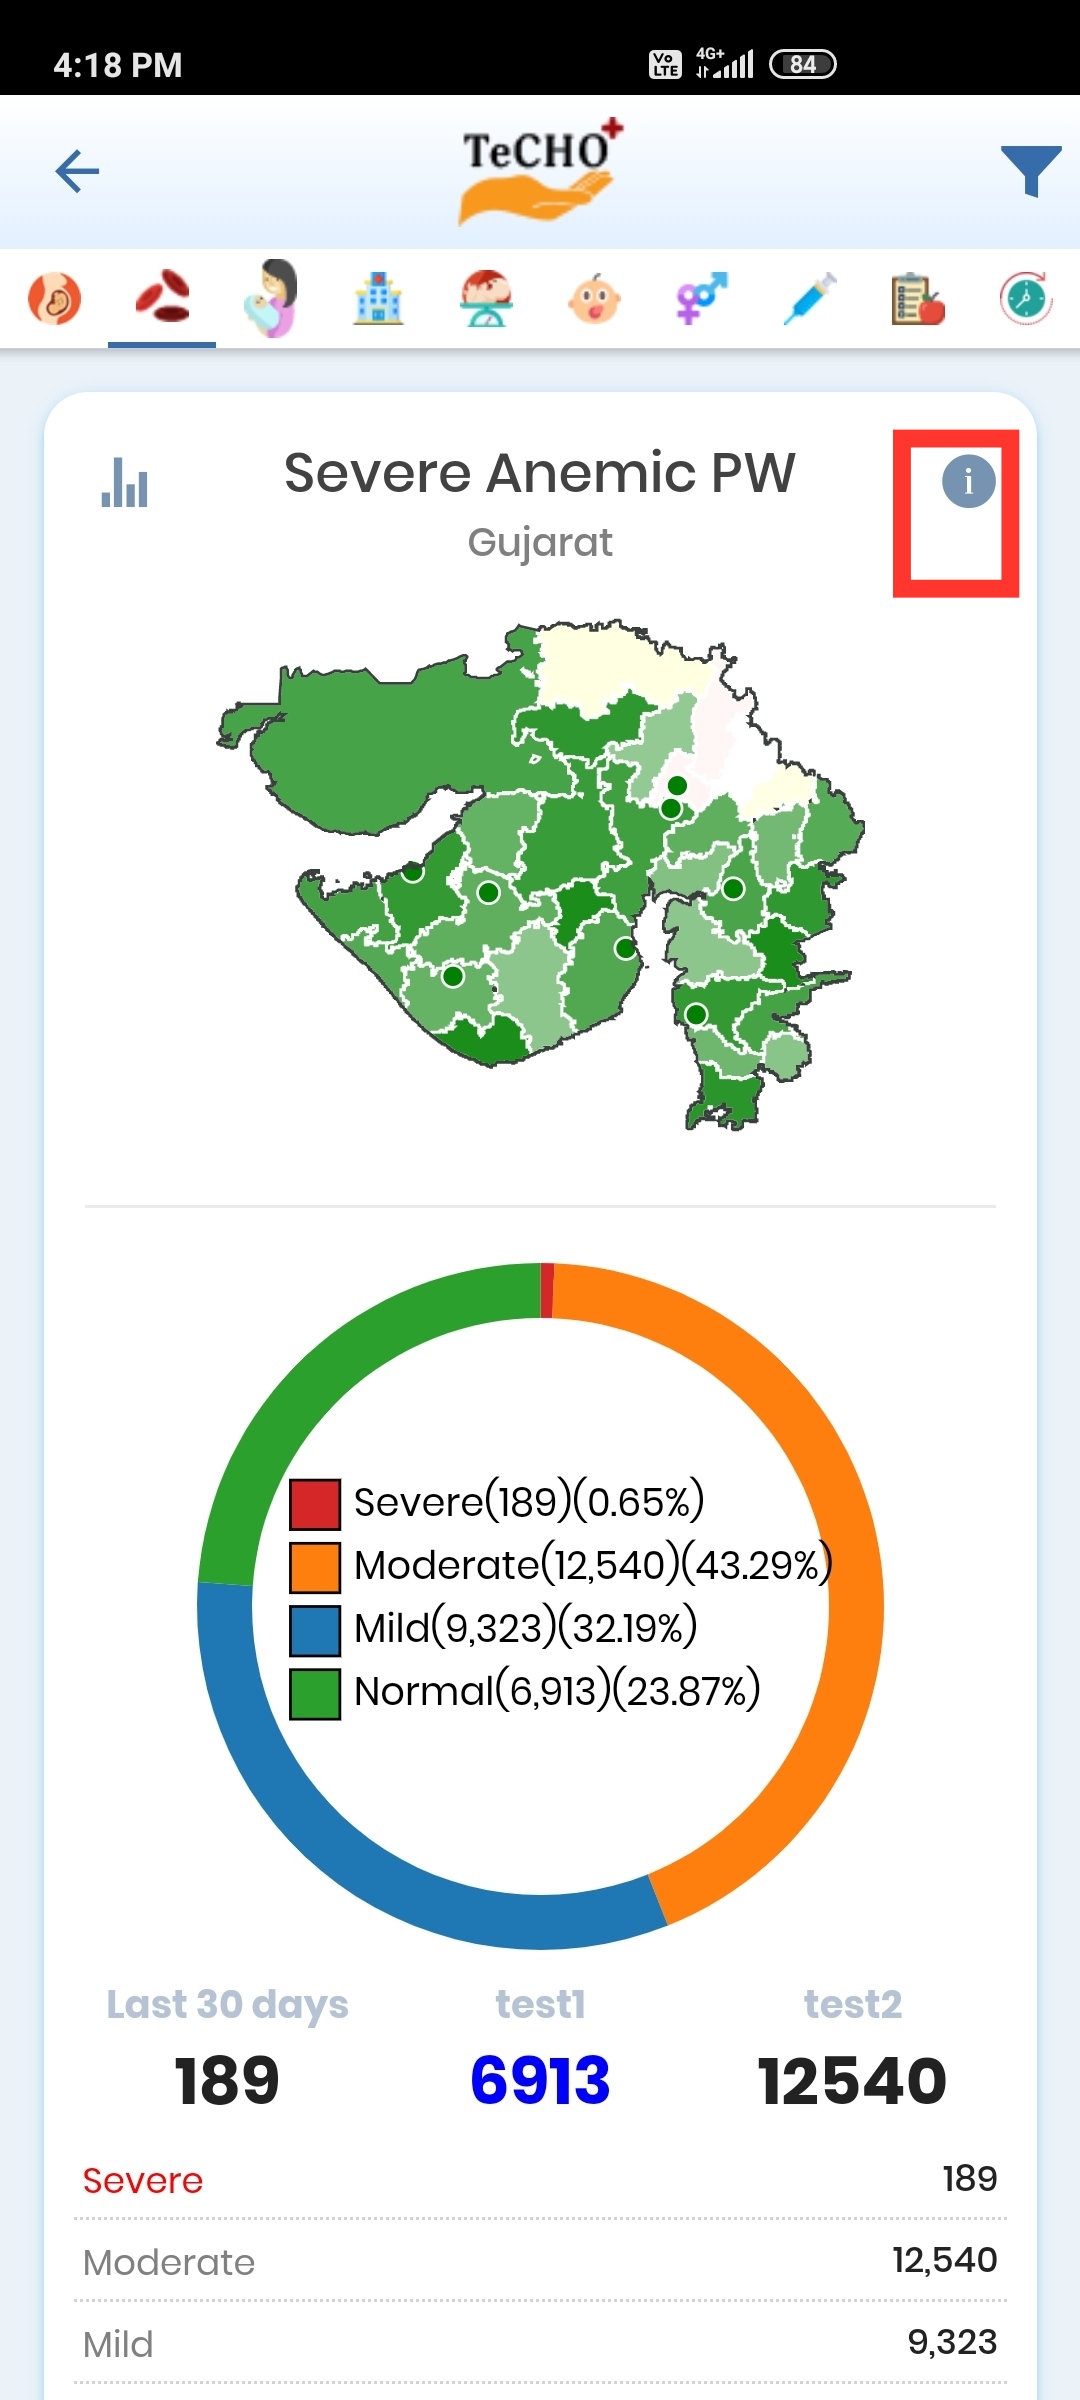 4:18 PM
Vo LTE 4G+ 84
TeCHO+
Severe Anemic PW
i
Gujarat
Severe(189)(0.65%)
Moderate(12,540)(43.29%)
Mild(9,323)(32.19%)
Normal(6,913)(23.87%)
Last 30 days test1 test2
189 6913 12540
Severe 189
Moderate 12,540
Mild 9,323